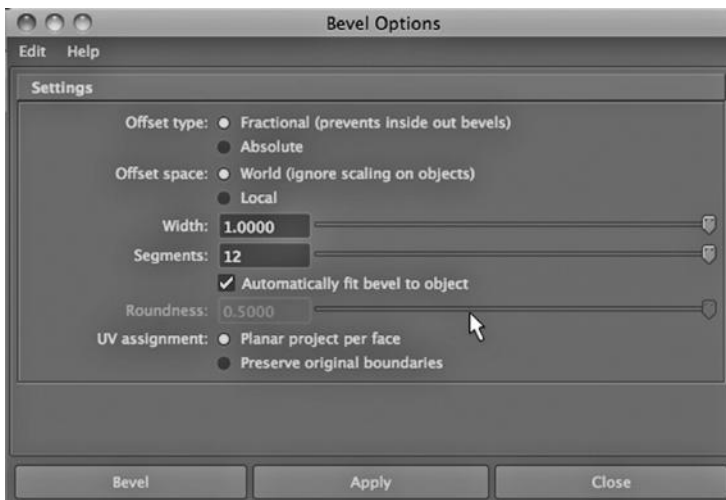 Bevel Options
Edit Help
Settings
Offset type: Fractional (prevents inside out bevels)
Absolute
Offset space: World (ignore scaling on objects)
Local
Width: 1.0000
Segments: 12
Automatically fit bevel to object
Roundness: 0.5000
UV assignment: Planar project per face
Preserve original boundaries
Bevel Apply Close